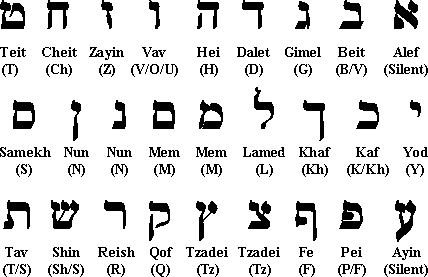 א ב ג ד ה ו ז ח ט
Teit Cheit Zayin Vav Hei Dalet Gimel Beit Alef
(T) (Ch) (Z) (V/O/U) (H) (D) (G) (B/V) (Silent)
י כ ך ל מ ם נ ן ס
Samekh Nun Nun Mem Mem Lamed Khaf Kaf Yod
(S) (N) (N) (M) (M) (L) (Kh) (K/Kh) (Y)
ע פ ף צ ץ ק ר ש ת
Tav Shin Reish Qof Tzadei Tzadei Fe Pei Ayin
(T/S) (Sh/S) (R) (Q) (Tz) (Tz) (F) (P/F) (Silent)